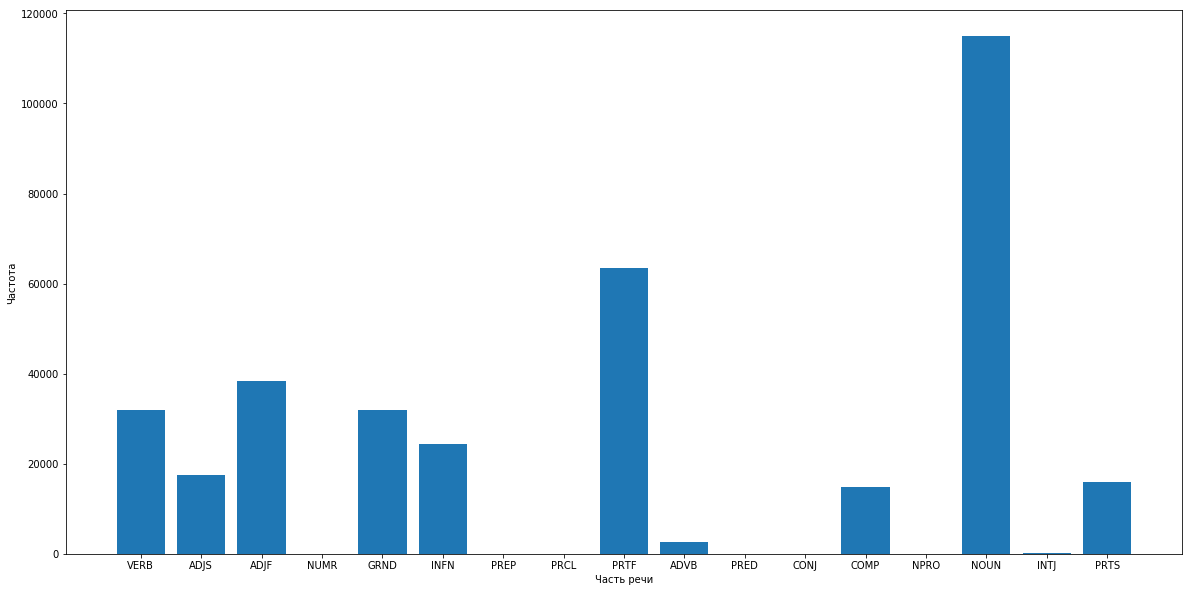 120000
100000
80000
60000
40000
20000
0
Частота
VERB ADJS ADJF NUMR GRND INFN PREP PRCL PRTF ADVB PRED CONJ COMP NPRO NOUN INTJ PRTS
Часть речи